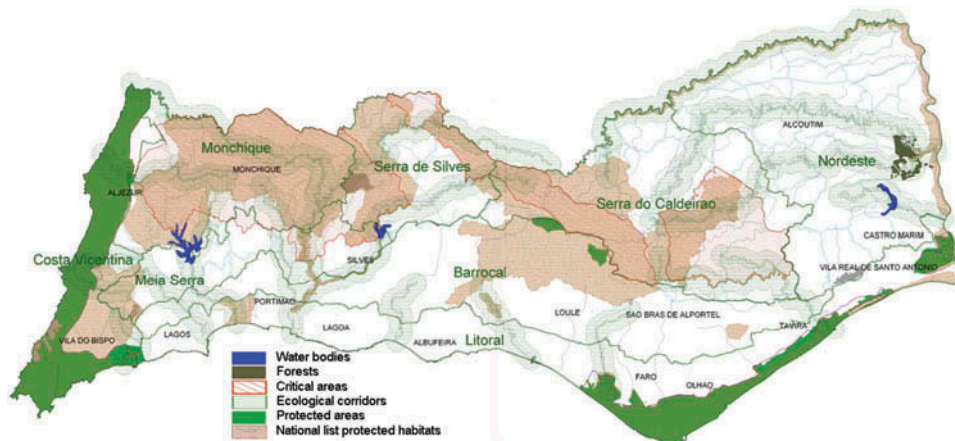 ALCOUTIM
Monchique
Nordeste
MONCHIQUE
Serra de Silves
ALJEZUR
Serra do Caldeirao
CASTRO MARIM
Costa Vicentina
SILVES
VILA REAL DE SANTO ANTONIO
Meia Serra
Barrocal
PORTIMAO
LOULE
SAO BRAS DE ALPORTEL
TAVIRA
LAGOS
LAGOA
VILA DO BISPO
ALBUFEIRA
Litoral
FARO
OLHAO
Water bodies
Forests
Critical areas
Ecological corridors
Protected areas
National list protected habitats